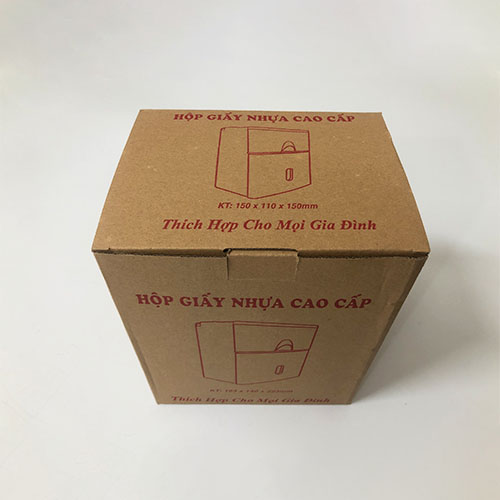 HỘP GIẤY NHỰA CAO CẤP
KT: 150 x 110 x 150mm
Thích Hợp Cho Mọi Gia Đình
HỘP GIẤY NHỰA CAO CẤP
KT:
Thích Hợp Cho Mọi Gia Đình